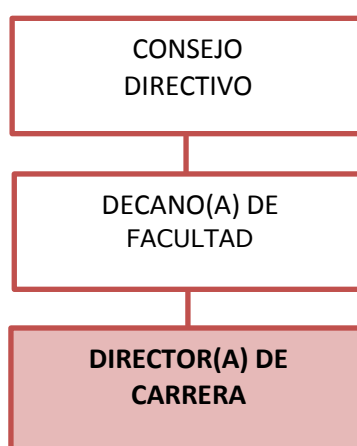 CONSEJO
DIRECTIVO
DECANO(A) DE
FACULTAD
DIRECTOR(A) DE
CARRERA